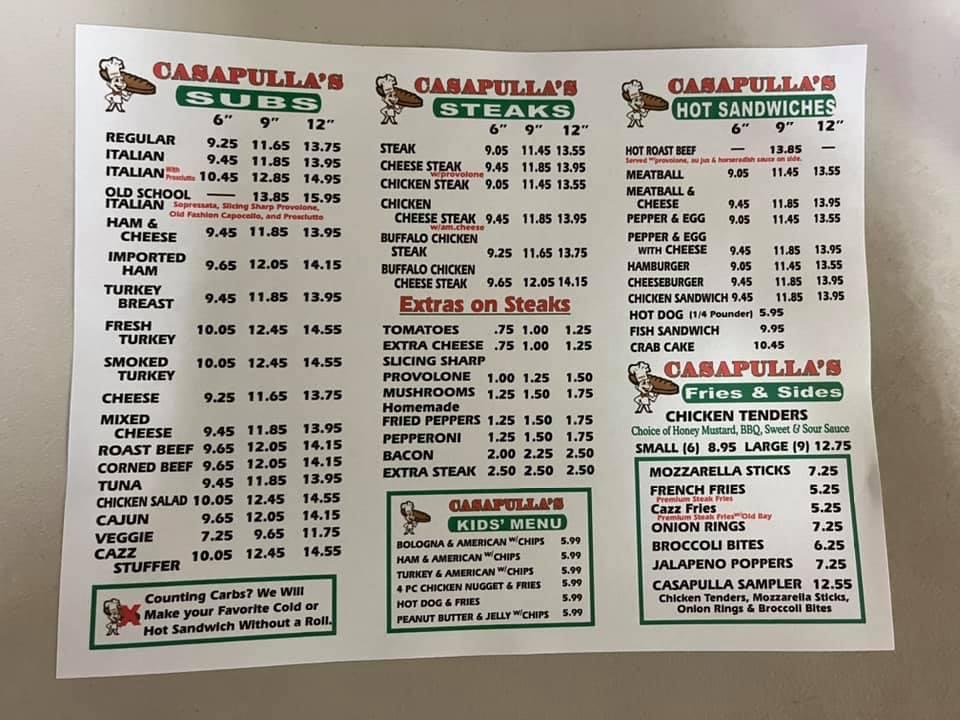 CASAPULLA'S
SUBS
6" 9" 12"
REGULAR 9.25 11.65 13.75
ITALIAN 9.45 11.85 13.95
ITALIAN With Prosciutto 10.45 12.85 14.95
OLD SCHOOL —— 13.85 15.95
ITALIAN Sopressata, Slicing Sharp Provolone,
Old Fashion Capocollo, and Prosciutto
HAM &
CHEESE 9.45 11.85 13.95
IMPORTED
HAM 9.65 12.05 14.15
TURKEY
BREAST 9.45 11.85 13.95
FRESH
TURKEY 10.05 12.45 14.55
SMOKED
TURKEY 10.05 12.45 14.55
CHEESE 9.25 11.65 13.75
MIXED
CHEESE 9.45 11.85 13.95
ROAST BEEF 9.65 12.05 14.15
CORNED BEEF 9.65 12.05 14.15
TUNA 9.45 11.85 13.95
CHICKEN SALAD 10.05 12.45 14.55
CAJUN 9.65 12.05 14.15
VEGGIE 7.25 9.65 11.75
CAZZ
STUFFER 10.05 12.45 14.55
Counting Carbs? We Will
Make your Favorite Cold or
Hot Sandwich Without a Roll.
CASAPULLA'S
STEAKS
6" 9" 12"
STEAK 9.05 11.45 13.55
CHEESE STEAK 9.45 11.85 13.95
w/provolone
CHICKEN STEAK 9.05 11.45 13.55
CHICKEN
CHEESE STEAK 9.45 11.85 13.95
w/am.cheese
BUFFALO CHICKEN
STEAK 9.25 11.65 13.75
BUFFALO CHICKEN
CHEESE STEAK 9.65 12.05 14.15
Extras on Steaks
TOMATOES .75 1.00 1.25
EXTRA CHEESE .75 1.00 1.25
SLICING SHARP
PROVOLONE 1.00 1.25 1.50
MUSHROOMS 1.25 1.50 1.75
Homemade
FRIED PEPPERS 1.25 1.50 1.75
PEPPERONI 1.25 1.50 1.75
BACON 2.00 2.25 2.50
EXTRA STEAK 2.50 2.50 2.50
CASAPULLA'S
KIDS' MENU
BOLOGNA & AMERICAN w/CHIPS 5.99
HAM & AMERICAN w/CHIPS 5.99
TURKEY & AMERICAN w/CHIPS 5.99
4 PC CHICKEN NUGGET & FRIES 5.99
HOT DOG & FRIES 5.99
PEANUT BUTTER & JELLY w/CHIPS 5.99
CASAPULLA'S
HOT SANDWICHES
6" 9" 12"
HOT ROAST BEEF — 13.85 —
Served w/provolone, au jus & horseradish sauce on side.
MEATBALL 9.05 11.45 13.55
MEATBALL &
CHEESE 9.45 11.85 13.95
PEPPER & EGG 9.05 11.45 13.55
PEPPER & EGG
WITH CHEESE 9.45 11.85 13.95
HAMBURGER 9.05 11.45 13.55
CHEESEBURGER 9.45 11.85 13.95
CHICKEN SANDWICH 9.45 11.85 13.95
HOT DOG (1/4 Pounder) 5.95
FISH SANDWICH 9.95
CRAB CAKE 10.45
CASAPULLA'S
Fries & Sides
CHICKEN TENDERS
Choice of Honey Mustard, BBQ, Sweet & Sour Sauce
SMALL (6) 8.95 LARGE (9) 12.75
MOZZARELLA STICKS 7.25
FRENCH FRIES 5.25
Premium Steak Fries
Cazz Fries 5.25
Premium Steak Fries w/Old Bay
ONION RINGS 7.25
BROCCOLI BITES 6.25
JALAPENO POPPERS 7.25
CASAPULLA SAMPLER 12.55
Chicken Tenders, Mozzarella Sticks,
Onion Rings & Broccoli Bites